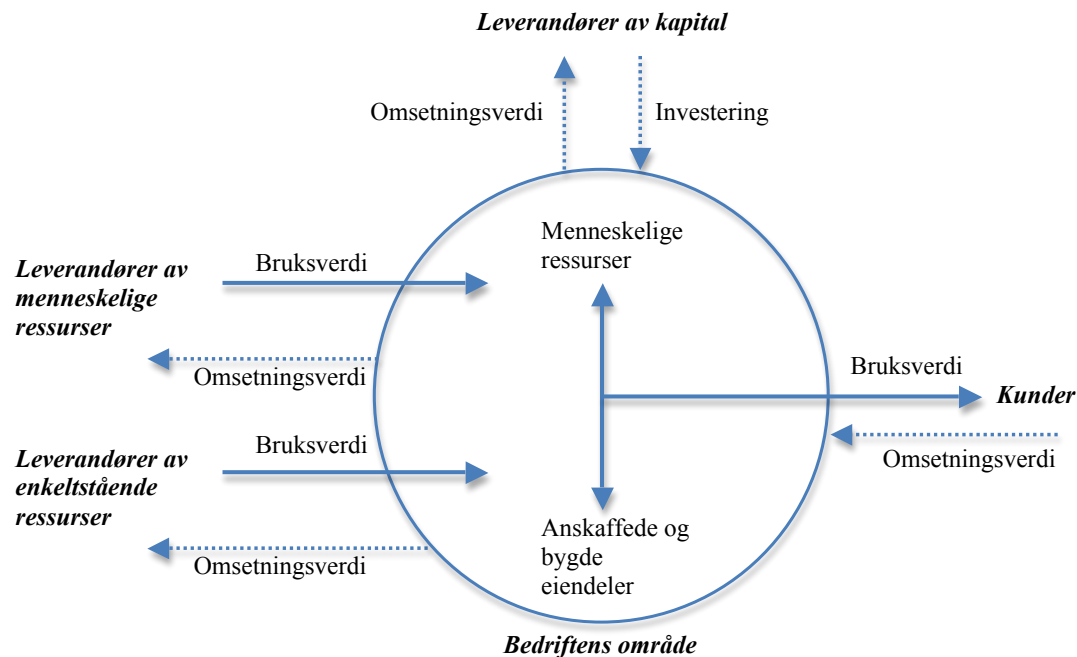 Leverandører av kapital
Omsetningsverdi
Investering
Menneskelige
ressurser
Leverandører av
menneskelige
ressurser
Bruksverdi
Omsetningsverdi
Bruksverdi
Kunder
Omsetningsverdi
Leverandører av
enkeltstående
ressurser
Bruksverdi
Omsetningsverdi
Anskaffede og
bygde
eiendeler
Bedriftens område